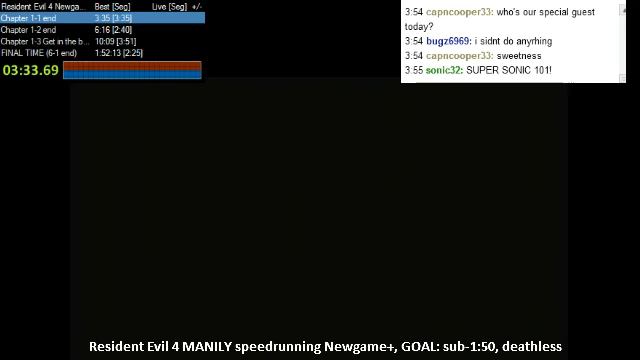 Resident Evil 4 Newga... Best [Seg] Live [Seg] +/-
Chapter 1-1 end 3:35 [3:35]
Chapter 1-2 end 6:16 [2:40]
Chapter 1-3 Get in the b... 10:09 [3:51]
FINAL TIME (6-1 end) 1:52:13 [2:25]
03:33.69
3:54 capncooper33: who's our special guest
today?
3:54 bugz6969: i sidnt do anyrhing
3:54 capncooper33: sweetness
3:55 sonic32: SUPER SONIC 101!
Resident Evil 4 MANILY speedrunning Newgame+, GOAL: sub-1:50, deathless